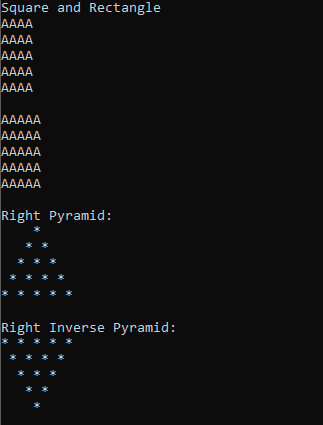 Square and Rectangle
AAAA
AAAA
AAAA
AAAA
AAAA

AAAAA
AAAAA
AAAAA
AAAAA
AAAAA

Right Pyramid:
    *
   * *
  * * *
 * * * *
* * * * *

Right Inverse Pyramid:
* * * * *
 * * * *
  * * *
   * *
    *